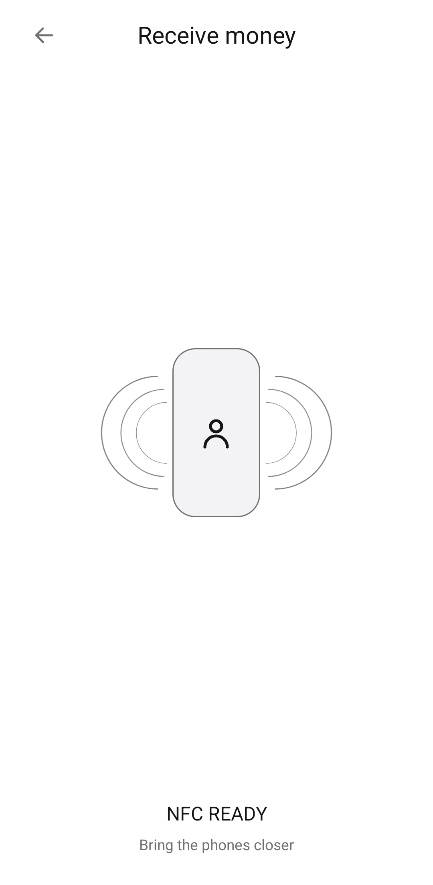 Receive money
NFC READY
Bring the phones closer